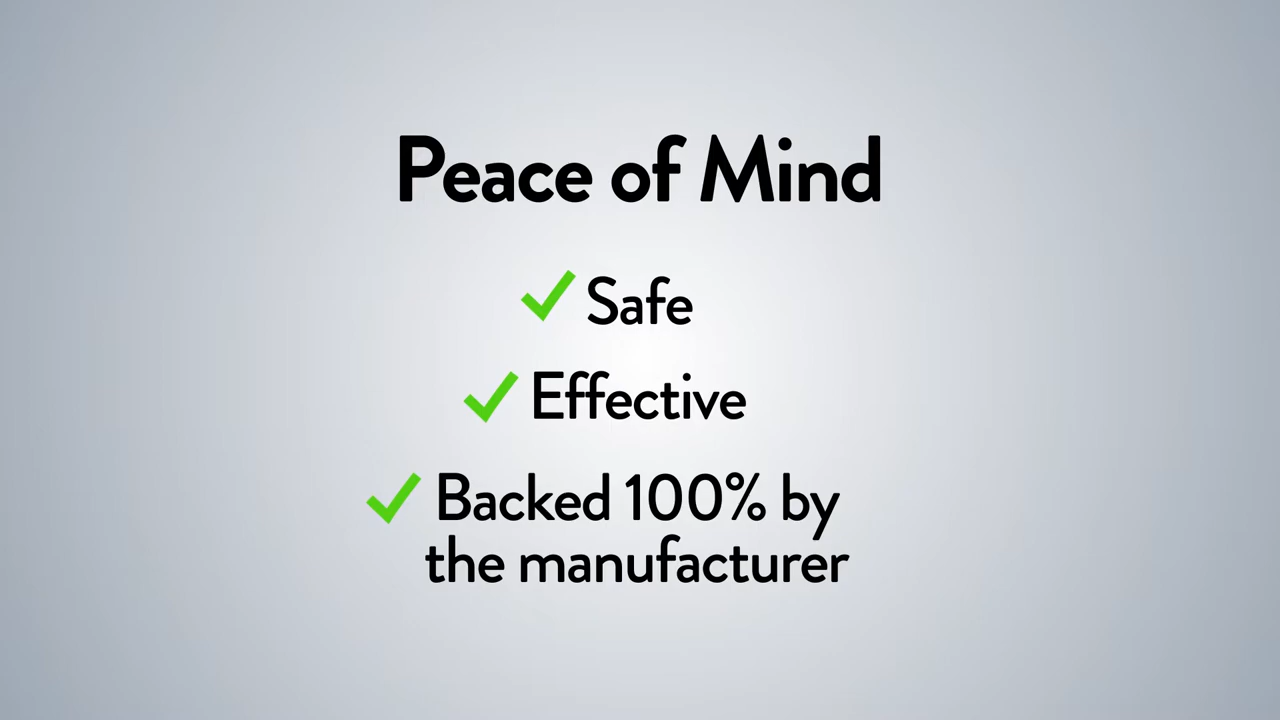 Peace of Mind
Safe
Effective
Backed 100% by
the manufacturer